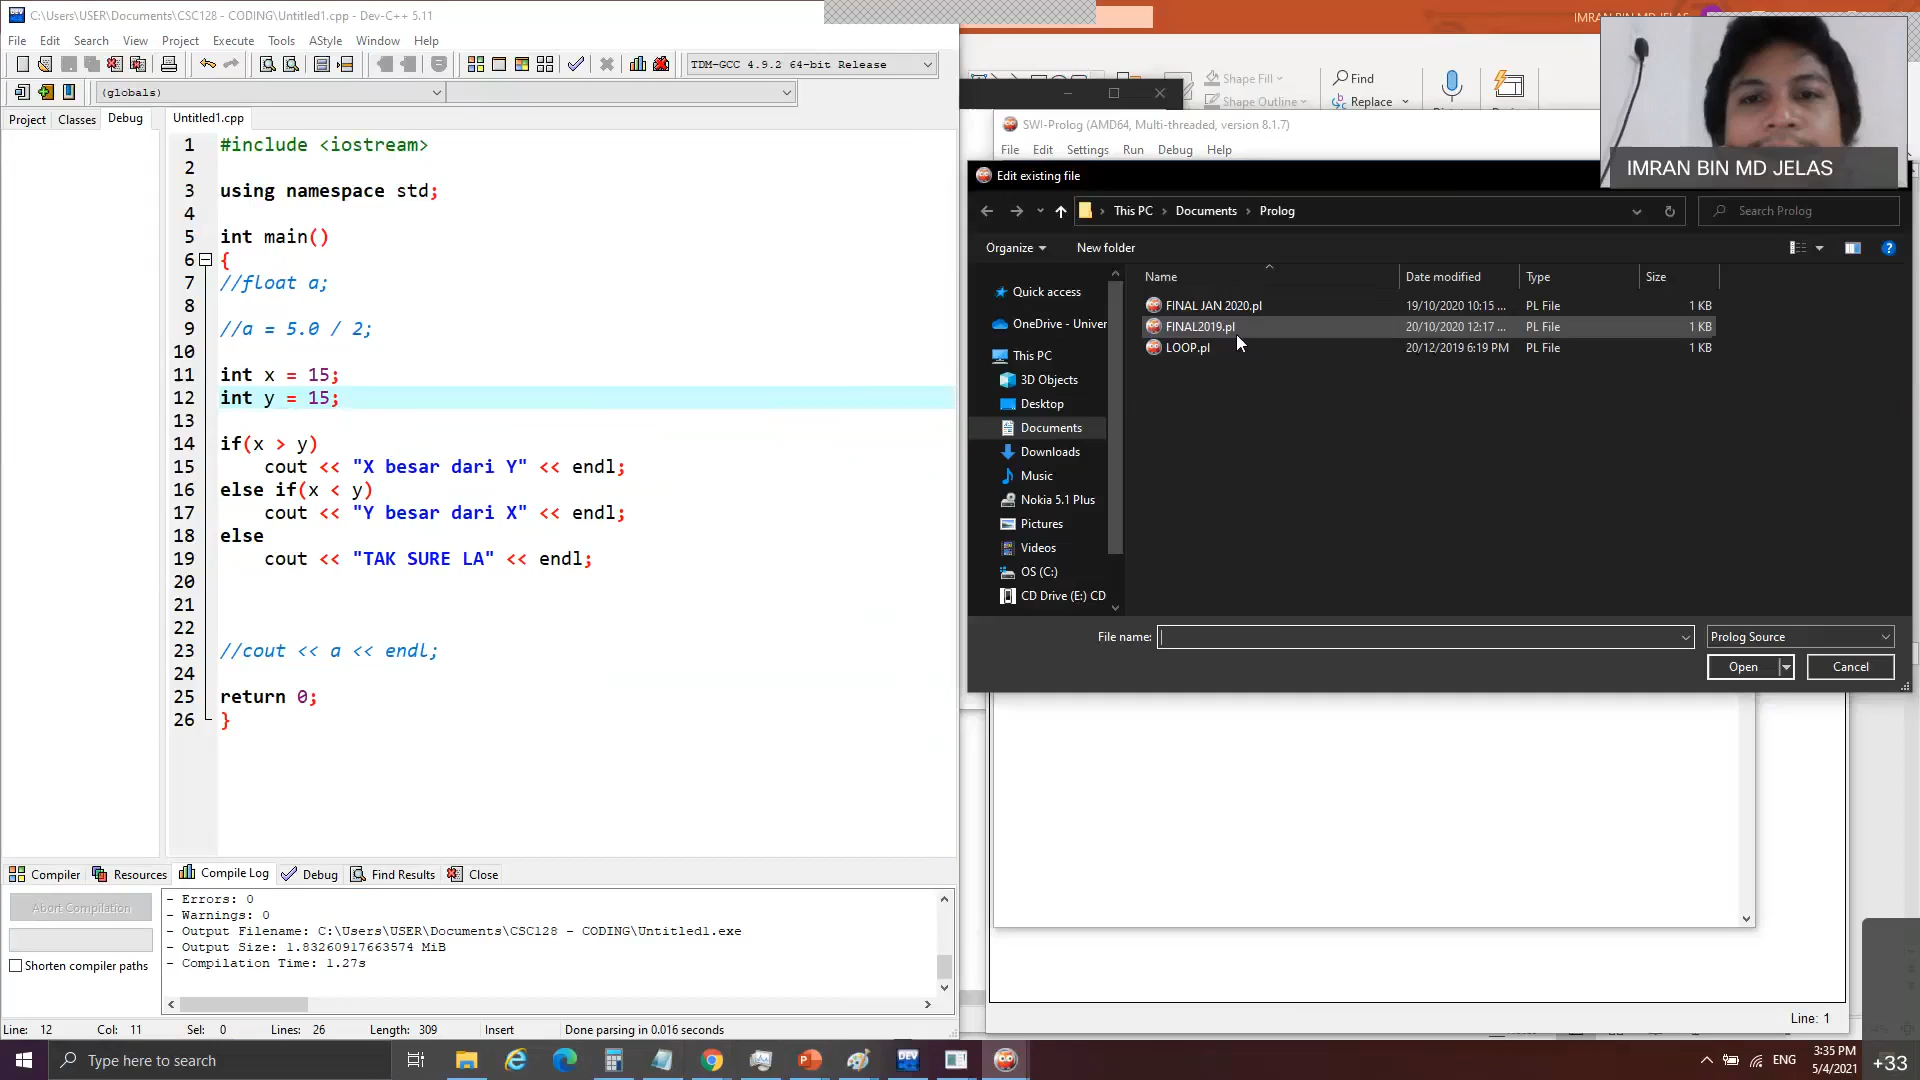 C:\Users\USER\Documents\CSC128 - CODING\Untitled1.cpp - Dev-C++ 5.11
File Edit Search View Project Execute Tools AStyle Window Help
TDM-GCC 4.9.2 64-bit Release
(globals)
Project Classes Debug
Untitled1.cpp
1 #include <iostream>
2
3 using namespace std;
4
5 int main()
6 {
7 //float a;
8
9 //a = 5.0 / 2;
10
11 int x = 15;
12 int y = 15;
13
14 if(x > y)
15 cout << "X besar dari Y" << endl;
16 else if(x < y)
17 cout << "Y besar dari X" << endl;
18 else
19 cout << "TAK SURE LA" << endl;
20
21
22
23 //cout << a << endl;
24
25 return 0;
26 }
Compiler Resources Compile Log Debug Find Results Close
Abort Compilation
Shorten compiler paths
- Errors: 0
- Warnings: 0
- Output Filename: C:\Users\USER\Documents\CSC128 - CODING\Untitled1.exe
- Output Size: 1.83260917663574 MiB
- Compilation Time: 1.27s
Line: 12 Col: 11 Sel: 0 Lines: 26 Length: 309 Insert Done parsing in 0.016 seconds
IMRAN BIN MD JELAS
Shape Fill
Shape Outline
Find
Replace
SWI-Prolog (AMD64, Multi-threaded, version 8.1.7)
File Edit Settings Run Debug Help
IMRAN BIN MD JELAS
Edit existing file
This PC Documents Prolog
Search Prolog
Organize New folder
Name Date modified Type Size
FINAL JAN 2020.pl 19/10/2020 10:15 ... PL File 1 KB
FINAL2019.pl 20/10/2020 12:17 ... PL File 1 KB
LOOP.pl 20/12/2019 6:19 PM PL File 1 KB
Quick access
OneDrive - Univer
This PC
3D Objects
Desktop
Documents
Downloads
Music
Nokia 5.1 Plus
Pictures
Videos
OS (C:)
CD Drive (E:) CD
File name:
Prolog Source
Open Cancel
Line: 1
Type here to search
ENG
3:35 PM
5/4/2021
+33